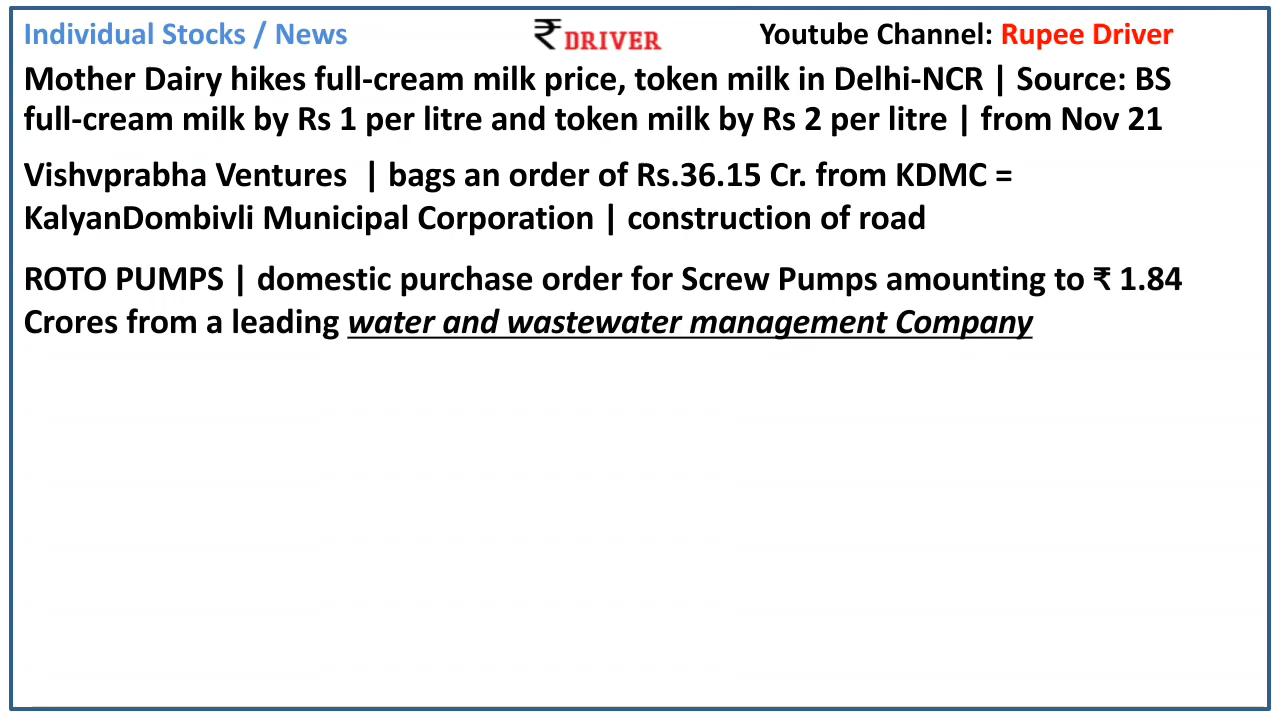 Individual Stocks / News ₹ DRIVER Youtube Channel: Rupee Driver
Mother Dairy hikes full-cream milk price, token milk in Delhi-NCR | Source: BS
full-cream milk by Rs 1 per litre and token milk by Rs 2 per litre | from Nov 21
Vishvprabha Ventures | bags an order of Rs.36.15 Cr. from KDMC =
KalyanDombivli Municipal Corporation | construction of road
ROTO PUMPS | domestic purchase order for Screw Pumps amounting to ₹ 1.84
Crores from a leading water and wastewater management Company